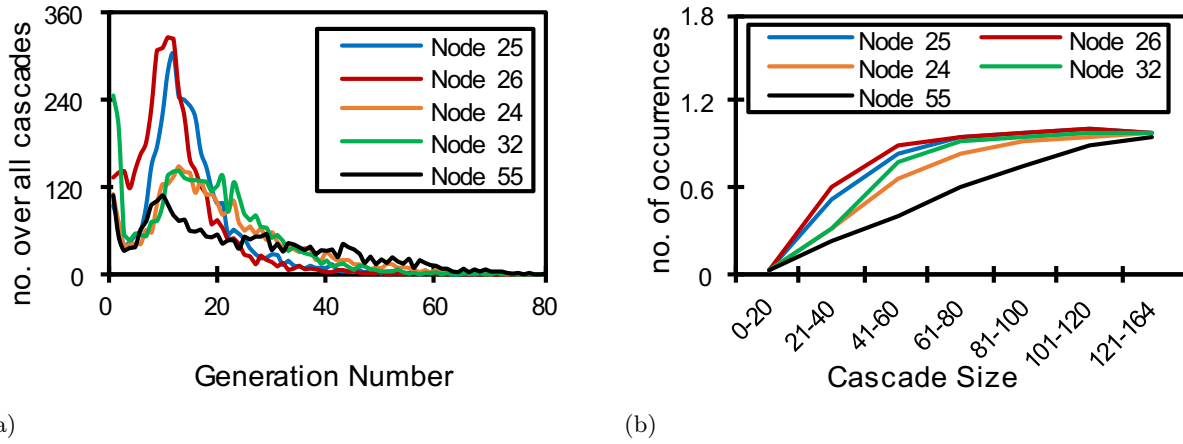 no. over all cascades
360
240
120
0
Node 25
Node 26
Node 24
Node 32
Node 55
0 20 40 60 80
Generation Number
a)
no. of occurrences
1.8
1.2
0.6
0
Node 25 Node 26
Node 24 Node 32
Node 55
0-20 21-40 41-60 61-80 81-100 101-120 121-164
Cascade Size
(b)